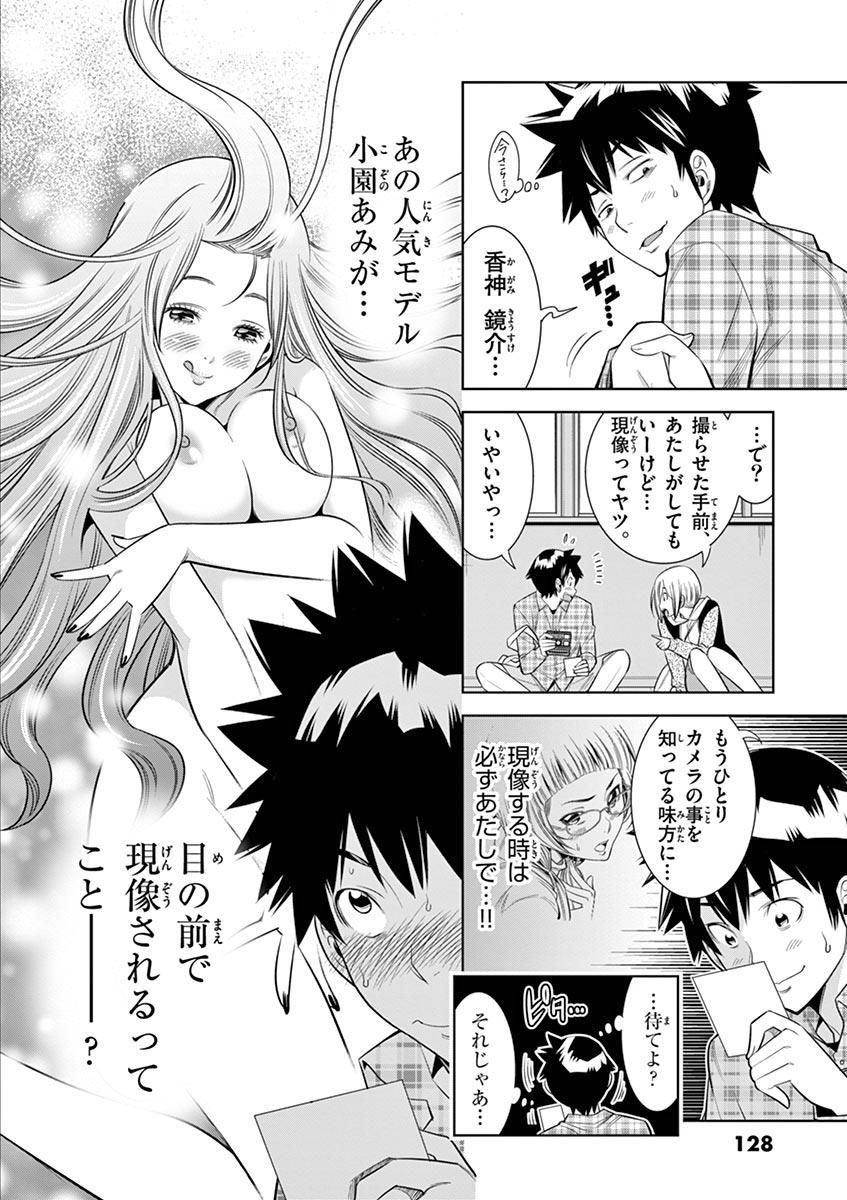 今さら…？
ギュ…
香神
鏡介…
…で？
撮らせた手前、
あたしがしても
いーけど…
現像ってヤツ。
いやいやっ…
もうひとり
カメラの事を
知ってる味方に…
現像する時は
必ずあたしで…!!
…待てよ？
ピタ…
それじゃあ…
あの人気モデル
小園あみが…
目の前で
現像されるって
こと――？
128